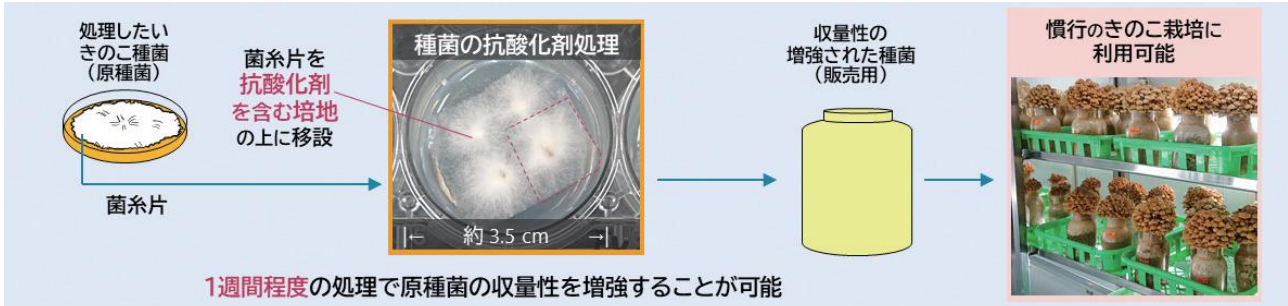 処理したい
きのこ種菌
（原種菌）
菌糸片
菌糸片を
抗酸化剤
を含む培地
の上に移設
種菌の抗酸化剤処理
|← 約 3.5 cm →|
収量性の
増強された種菌
（販売用）
慣行のきのこ栽培に
利用可能
1週間程度の処理で原種菌の収量性を増強することが可能